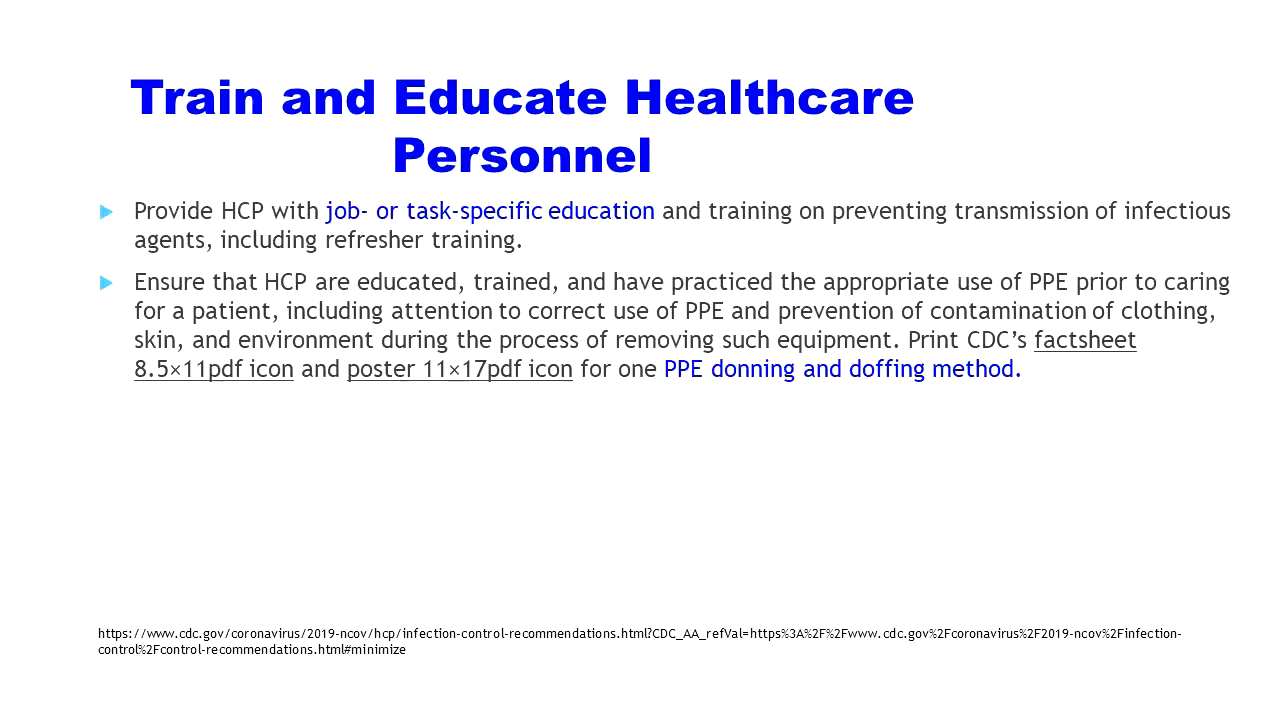 Train and Educate Healthcare
Personnel
Provide HCP with job- or task-specific education and training on preventing transmission of infectious
agents, including refresher training.
Ensure that HCP are educated, trained, and have practiced the appropriate use of PPE prior to caring
for a patient, including attention to correct use of PPE and prevention of contamination of clothing,
skin, and environment during the process of removing such equipment. Print CDC’s factsheet
8.5×11pdf icon and poster 11×17pdf icon for one PPE donning and doffing method.
https://www.cdc.gov/coronavirus/2019-ncov/hcp/infection-control-recommendations.html?CDC_AA_refVal=https%3A%2F%2Fwww.cdc.gov%2Fcoronavirus%2F2019-ncov%2Finfection-
control%2Fcontrol-recommendations.html#minimize